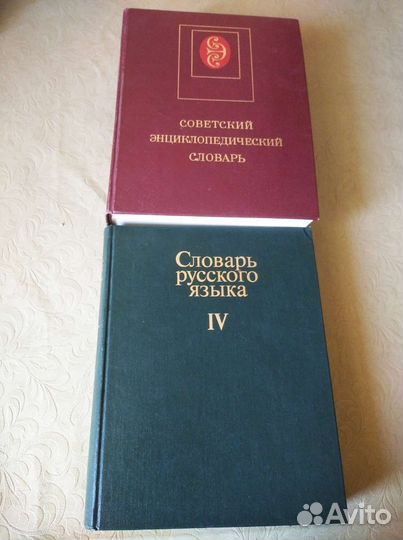 Э
СОВЕТСКИЙ
ЭНЦИКЛОПЕДИЧЕСКИЙ
СЛОВАРЬ
Словарь
русского
языка
IV
Avito